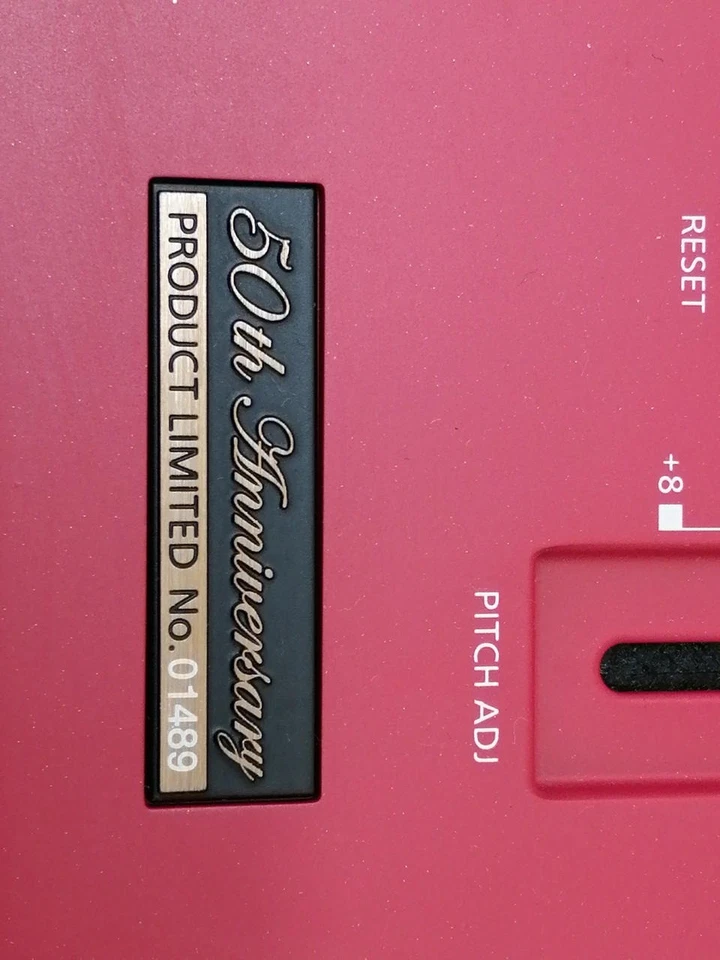 50th Anniversary
PRODUCT LIMITED No. 01489
RESET
+8
PITCH ADJ